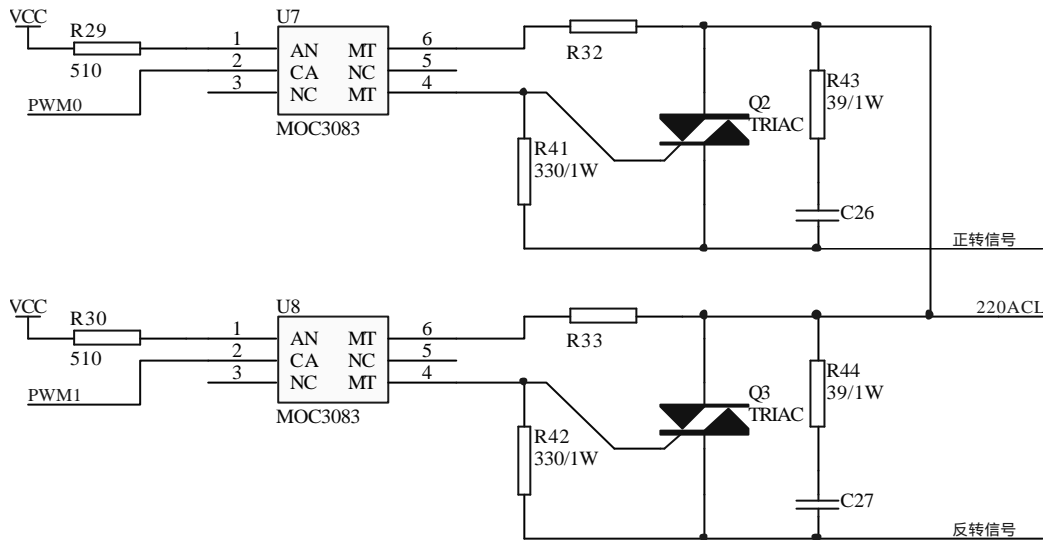 VCC
R29
510
PWM0
U7
1
2
3
AN
CA
NC
MT
NC
MT
6
5
4
MOC3083
R32
R41
330/1W
Q2
TRIAC
R43
39/1W
C26
正转信号
220ACL
VCC
R30
510
PWM1
U8
1
2
3
AN
CA
NC
MT
NC
MT
6
5
4
MOC3083
R33
R42
330/1W
Q3
TRIAC
R44
39/1W
C27
反转信号